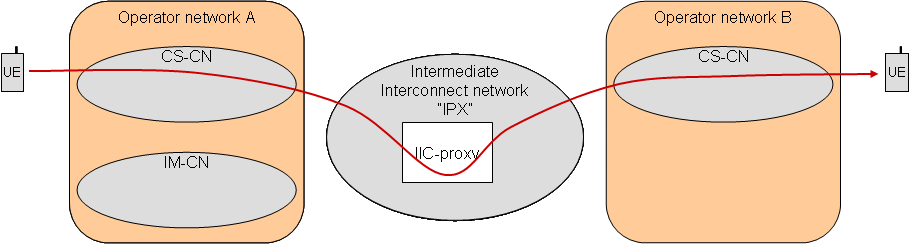 Operator network A
Operator network B
CS-CN
CS-CN
UE
UE
Intermediate
Interconnect network
"IPX"
IIC-proxy
IM-CN